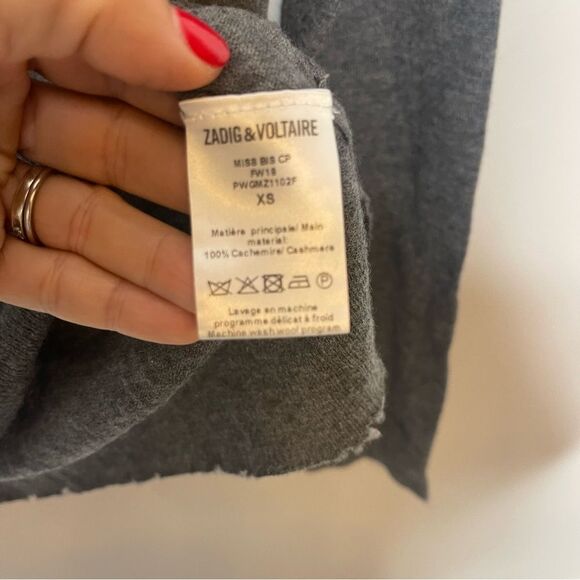 ZADIG & VOLTAIRE
MISS BIS CP
FW18
PWGMZ1102F
XS
Matière principale/ Main
material:
100% Cachemire/ Cashmere
P
Lavage en machine
programme délicat à froid
Machine wash wool program